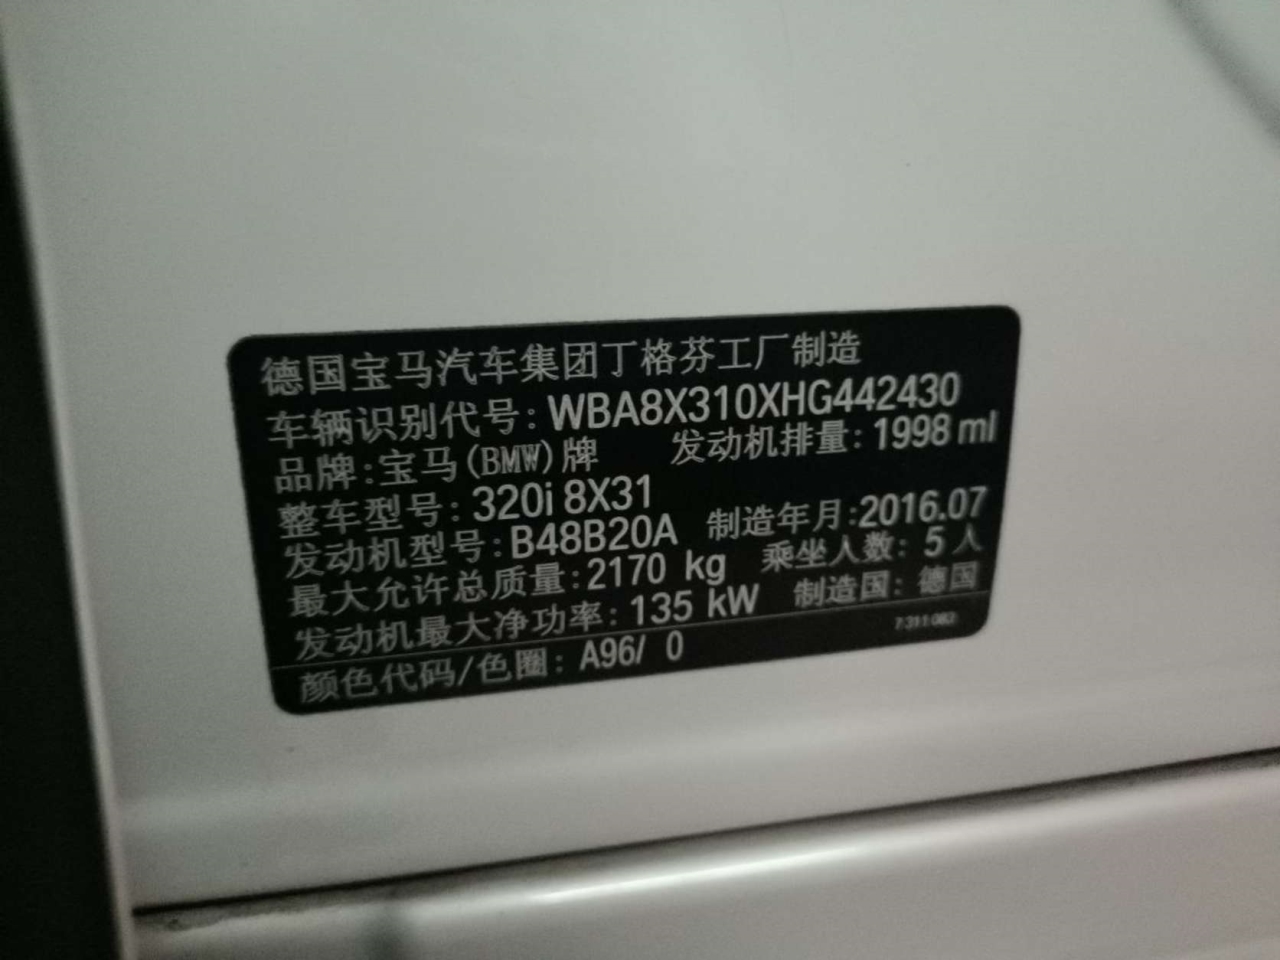 德国宝马汽车集团丁格芬工厂制造
车辆识别代号: WBA8X310XHG442430
品牌:宝马(BMW)牌 发动机排量: 1998 ml
整车型号: 320i 8X31
发动机型号: B48B20A 制造年月:2016.07
最大允许总质量:2170 kg 乘坐人数: 5人
发动机最大净功率: 135 kW 制造国: 德国
颜色代码/色圈: A96/ 0